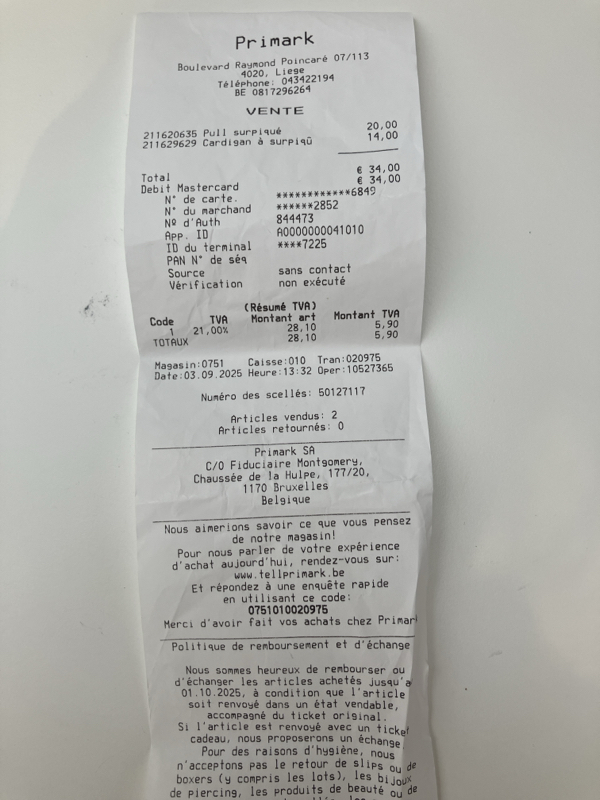 Primark
Boulevard Raymond Poincaré 07/113
4020, Liege
Téléphone: 043422194
BE 0817296264
VENTE
211620635 Pull surpiqué 20,00
211629629 Cardigan à surpiqû 14,00
Total € 34,00
Debit Mastercard € 34,00
N° de carte. ************6849
N° du marchand ******2852
Nº d'Auth 844473
App. ID A0000000041010
ID du terminal ****7225
PAN N° de séq
Source sans contact
Vérification non exécuté
(Résumé TVA)
Code TVA Montant art Montant TVA
1 21,00% 28,10 5,90
TOTAUX 28,10 5,90
Magasin:0751 Caisse:010 Tran:020975
Date:03.09.2025 Heure:13:32 Oper:10527365
Numéro des scellés: 50127117
Articles vendus: 2
Articles retournés: 0
Primark SA
C/O Fiduciaire Montgomery,
Chaussée de la Hulpe, 177/20,
1170 Bruxelles
Belgique
Nous aimerions savoir ce que vous pensez
de notre magasin!
Pour nous parler de votre expérience
d'achat aujourd'hui, rendez-vous sur:
www.tellprimark.be
Et répondez à une enquête rapide
en utilisant ce code:
0751010020975
Merci d'avoir fait vos achats chez Primark
Politique de remboursement et d'échange
Nous sommes heureux de rembourser ou
d'échanger les articles achetés jusqu'a
01.10.2025, à condition que l'article
soit renvoyé dans un état vendable,
accompagné du ticket original.
Si l'article est renvoyé avec un ticket
cadeau, nous proposerons un échange
Pour des raisons d'hygiène, nous
n'acceptons pas le retour de slips ou de
boxers (y compris les lots), les bijoux
de piercing, les produits de beauté ou de